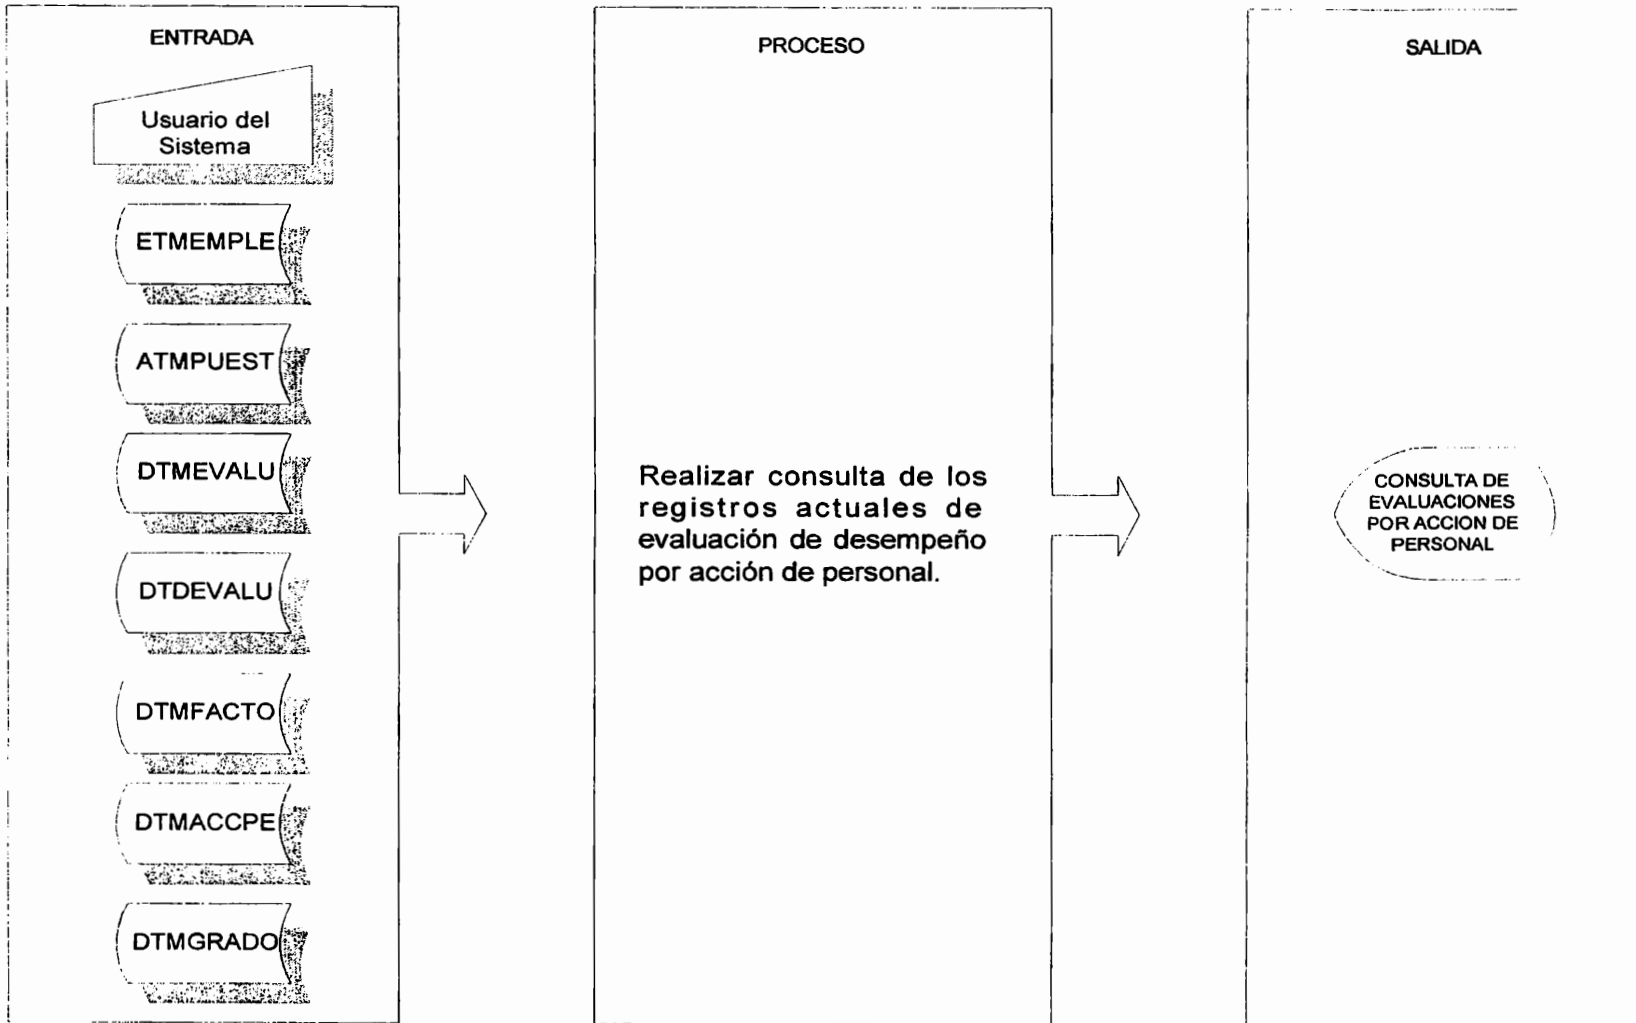 ENTRADA
Usuario del
Sistema
ETMEMPLE
ATMPUEST
DTMEVALU
DTDEVALU
DTMFACTO
DTMACCPE
DTMGRADO
PROCESO
Realizar consulta de los
registros actuales de
evaluación de desempeño
por acción de personal.
SALIDA
CONSULTA DE
EVALUACIONES
POR ACCION DE
PERSONAL